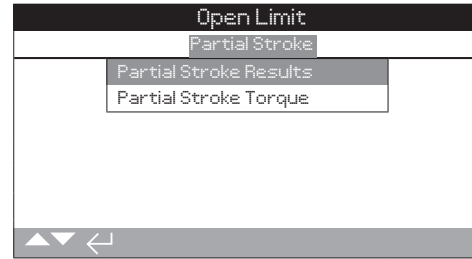 Open Limit
Partial Stroke
Partial Stroke Results
Partial Stroke Torque